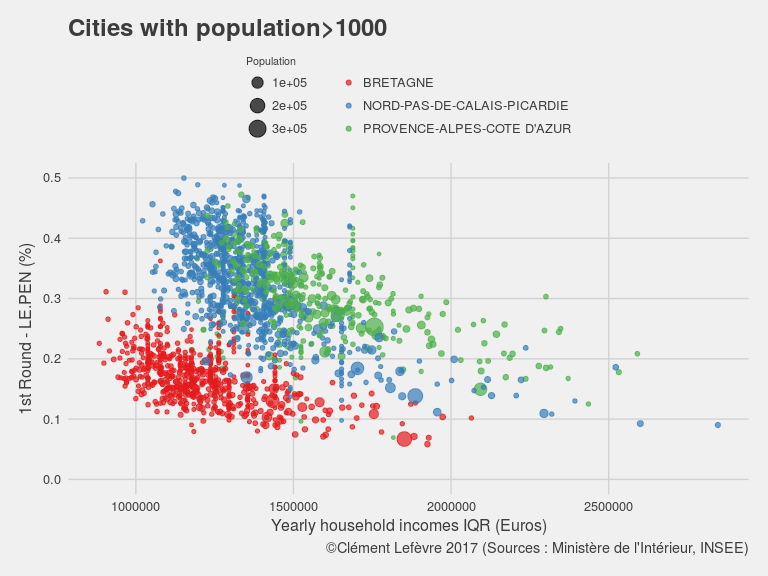 Cities with population>1000
Population
1e+05
2e+05
3e+05
BRETAGNE
NORD-PAS-DE-CALAIS-PICARDIE
PROVENCE-ALPES-COTE D'AZUR
1st Round - LE.PEN (%)
0.5
0.4
0.3
0.2
0.1
0.0
1000000 1500000 2000000 2500000
Yearly household incomes IQR (Euros)
©Clément Lefèvre 2017 (Sources : Ministère de l'Intérieur, INSEE)